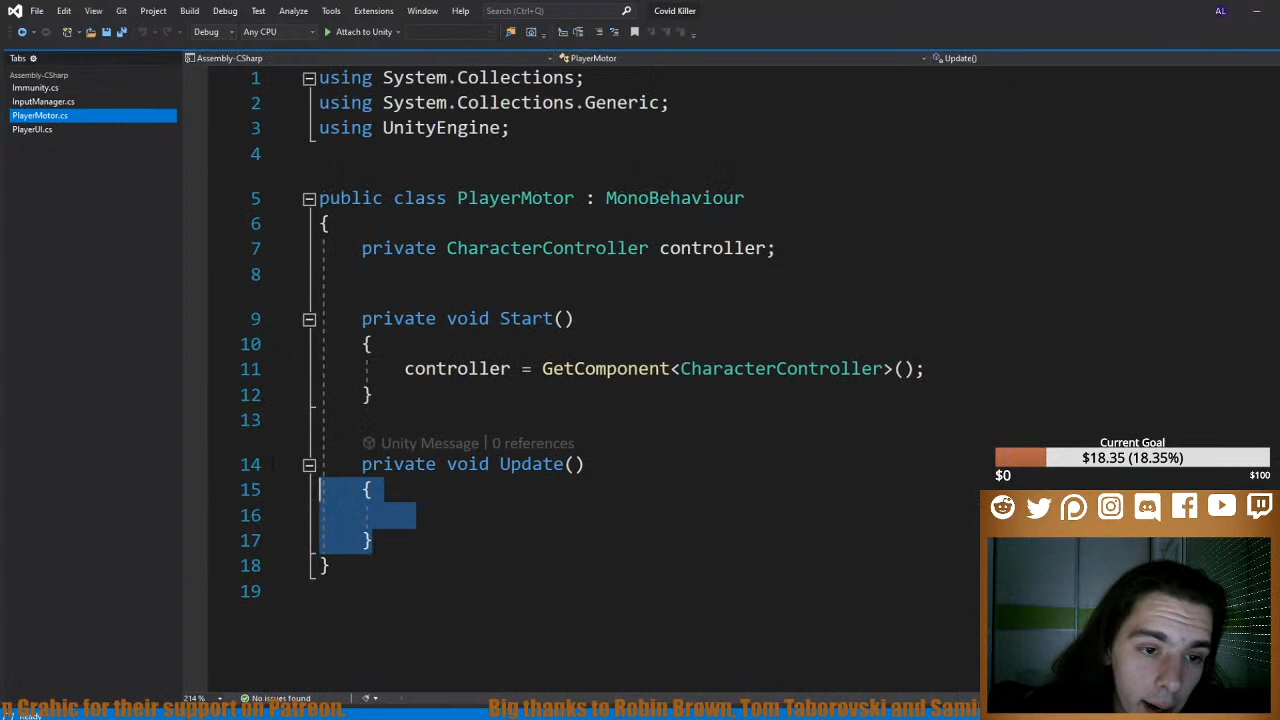 File Edit View Git Project Build Debug Test Analyze Tools Extensions Window Help Search (Ctrl+Q) Covid Killer AL
Debug Any CPU Attach to Unity
Tabs Assembly-CSharp PlayerMotor Update()
Assembly-CSharp
Immunity.cs
InputManager.cs
PlayerMotor.cs
PlayerUI.cs
1 using System.Collections;
2 using System.Collections.Generic;
3 using UnityEngine;
4
5 public class PlayerMotor : MonoBehaviour
6 {
7 private CharacterController controller;
8
9 private void Start()
10 {
11 controller = GetComponent<CharacterController>();
12 }
13
Unity Message | 0 references
14 private void Update()
15 {
16
17 }
18 }
19
Current Goal
$18.35 (18.35%)
$0 $100
214 % No issues found
Grahic for their support on Patreon. Big thanks to Robin Brown, Tom Taborovski and Sami